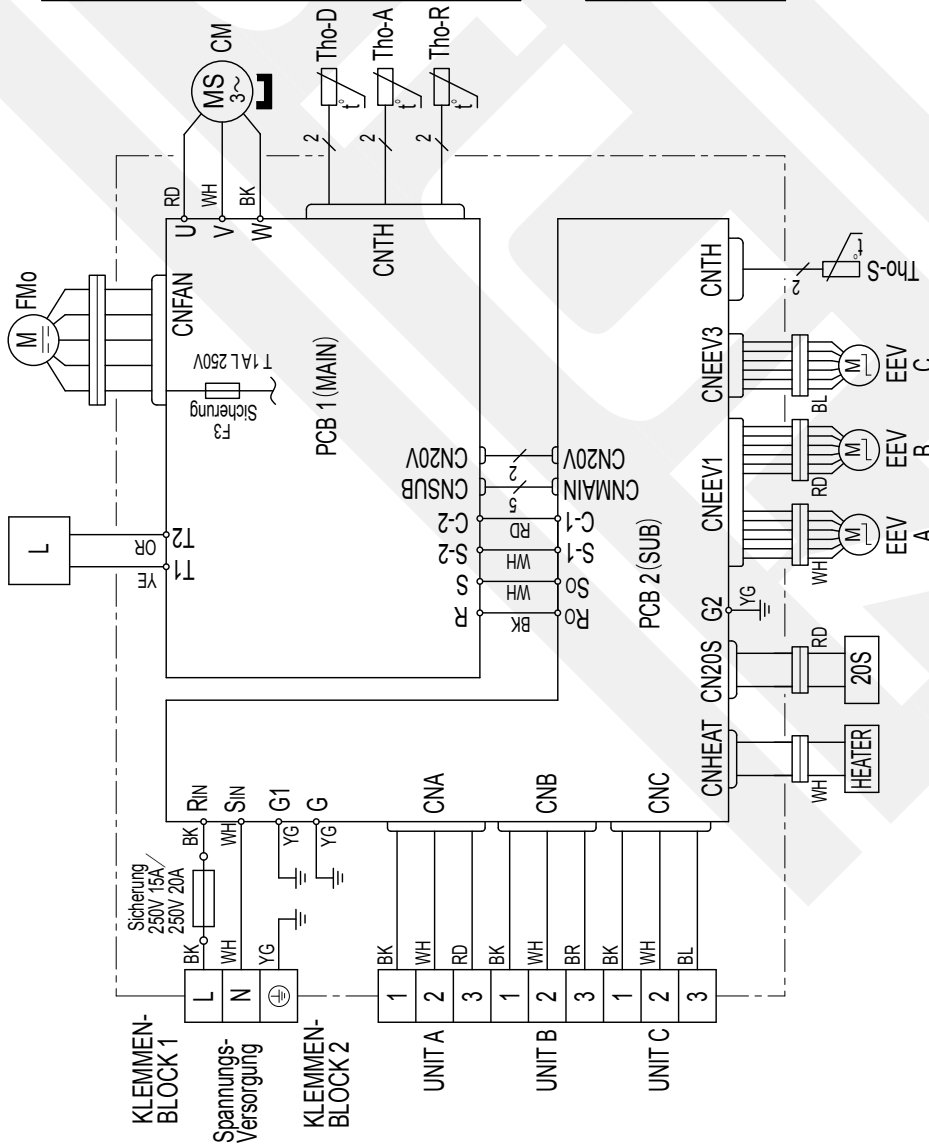 FMo
M
CM
MS
3~
RD
WH
BK
U
V
W
Tho-D
Tho-A
Tho-R
t°
t°
t°
2
2
2
CNTH
CNFAN
F3
Sicherung
T1AL250V
PCB 1 (MAIN)
L
YE
OR
T1
T2
CN20V
CNSUB
C-2
S-2
S
R
2
5
RD
WH
WH
BK
CN20V
CNMAIN
C-1
S-1
So
Ro
PCB 2 (SUB)
KLEMMEN-
BLOCK 1
Spannungs-
Versorgung
KLEMMEN-
BLOCK 2
L
N
BK
WH
YG
Sicherung
250V 15A/
250V 20A
BK
WH
YG
YG
RIN
SIN
G1
G
UNIT A
1
2
3
BK
WH
RD
CNA
UNIT B
1
2
3
BK
WH
BR
CNB
UNIT C
1
2
3
BK
WH
BL
CNC
CNHEAT
WH
HEATER
CN20S
RD
20S
G2
YG
CNEEV1
WH
M
EEV
A
RD
M
EEV
B
CNEEV3
BL
M
EEV
C
CNTH
2
t°
Tho-S